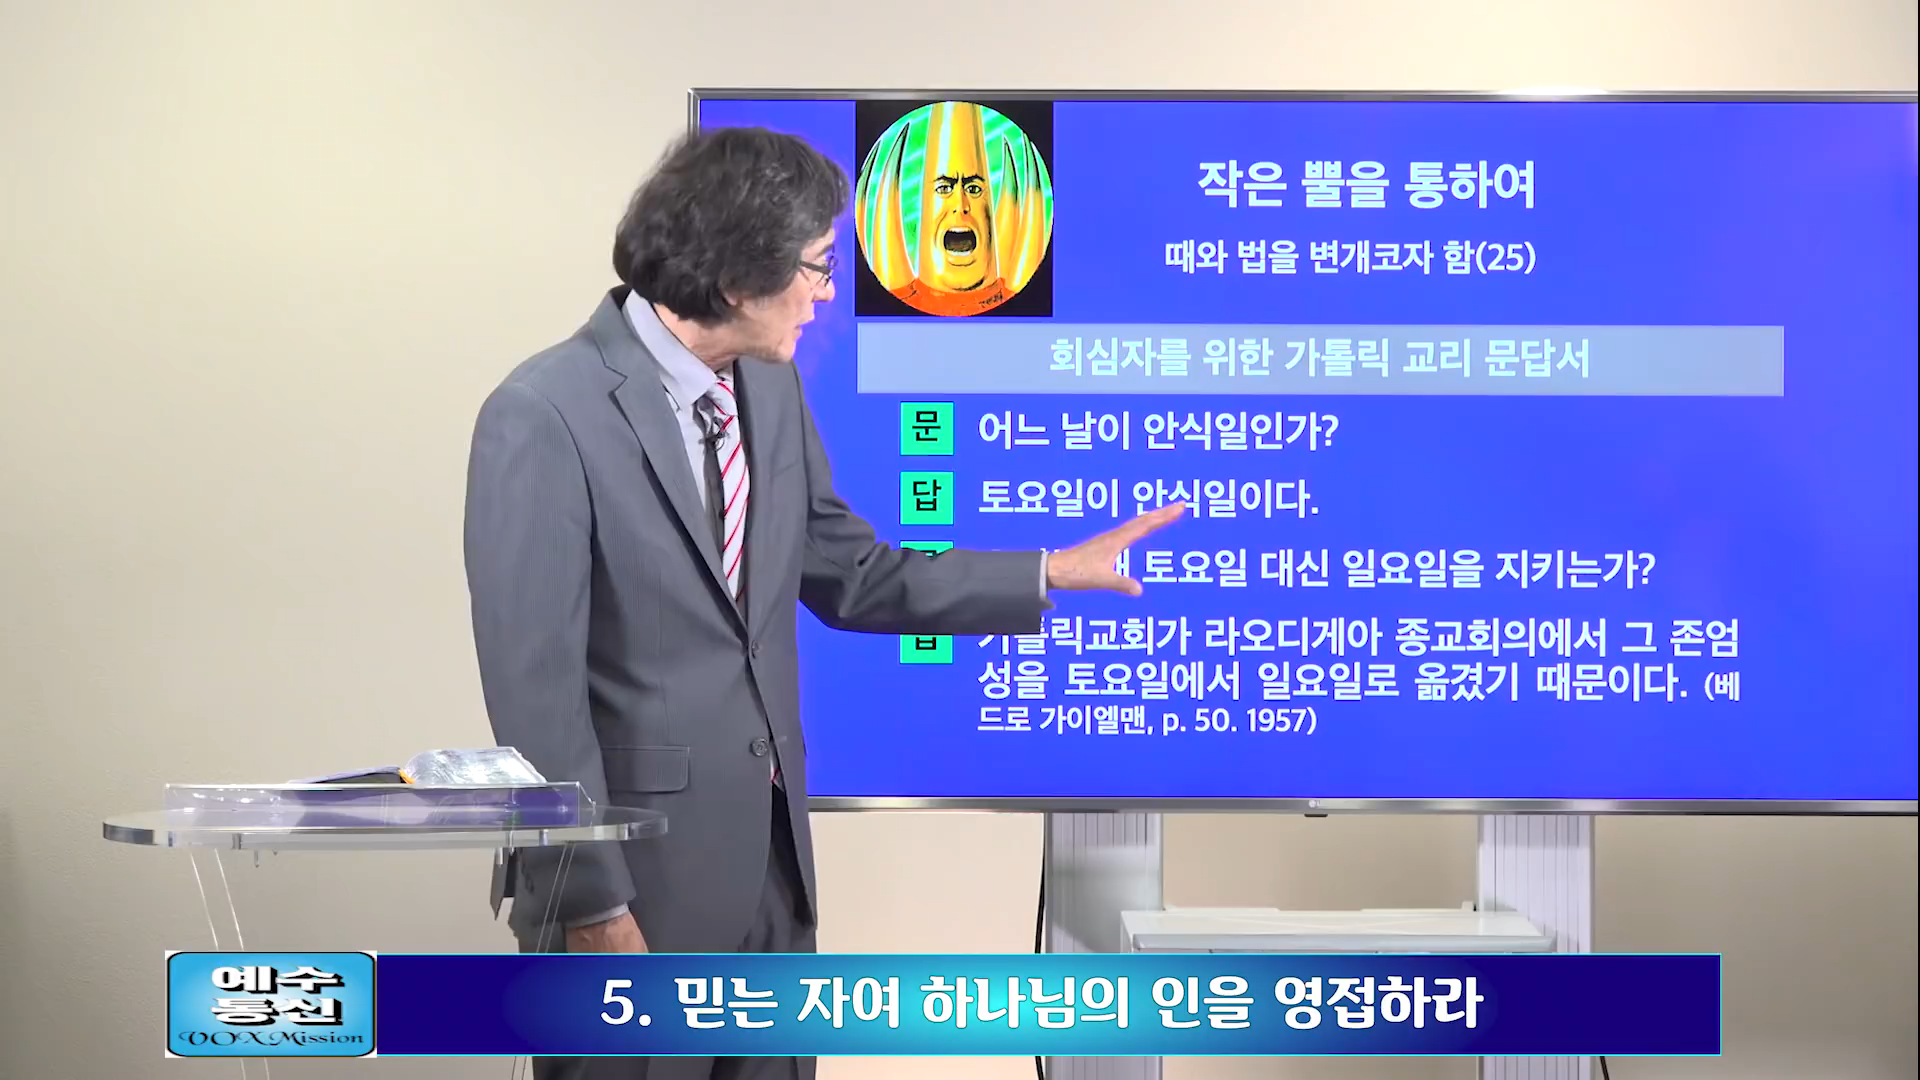 작은 뿔을 통하여
때와 법을 변개코자 함(25)
회심자를 위한 가톨릭 교리 문답서
문 어느 날이 안식일인가?
답 토요일이 안식일이다.
토요일 대신 일요일을 지키는가?
답 가톨릭교회가 라오디게아 종교회의에서 그 존엄
성을 토요일에서 일요일로 옮겼기 때문이다. (베
드로 가이엘맨, p. 50. 1957)
LG
예수
통신
VOX Mission
5. 믿는 자여 하나님의 인을 영접하라